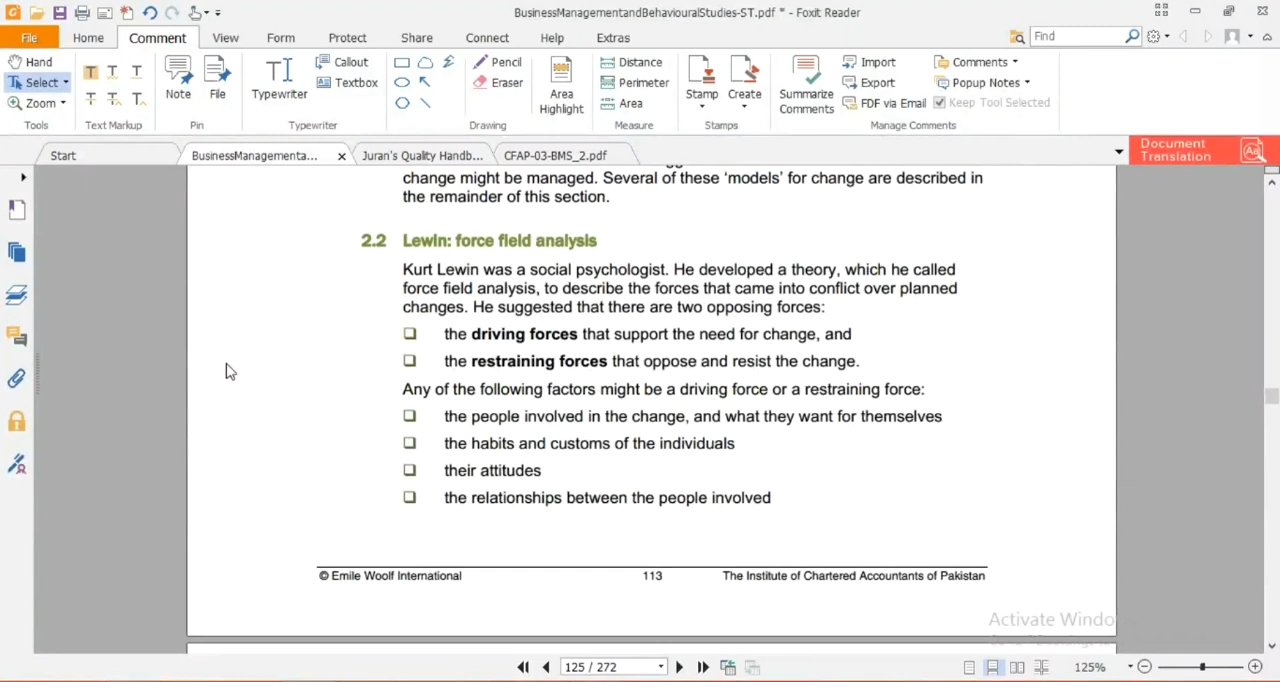 BusinessManagementandBehaviouralStudies-ST.pdf * - Foxit Reader
File Home Comment View Form Protect Share Connect Help Extras
Find
Hand
Select
Zoom
Tools
Text Markup
Note
File
Pin
Typewriter
Callout
Textbox
Typewriter
Pencil
Eraser
Drawing
Area
Highlight
Distance
Perimeter
Area
Measure
Stamp
Create
Stamps
Summarize
Comments
Import
Export
FDF via Email
Comments
Popup Notes
Keep Tool Selected
Manage Comments
Start
BusinessManagementa... x
Juran's Quality Handb...
CFAP-03-BMS_2.pdf
Document
Translation
change might be managed. Several of these ‘models’ for change are described in
the remainder of this section.
2.2 Lewin: force field analysis
Kurt Lewin was a social psychologist. He developed a theory, which he called
force field analysis, to describe the forces that came into conflict over planned
changes. He suggested that there are two opposing forces:
❑ the driving forces that support the need for change, and
❑ the restraining forces that oppose and resist the change.
Any of the following factors might be a driving force or a restraining force:
❑ the people involved in the change, and what they want for themselves
❑ the habits and customs of the individuals
❑ their attitudes
❑ the relationships between the people involved
© Emile Woolf International 113 The Institute of Chartered Accountants of Pakistan
Activate Windo
125 / 272
125%